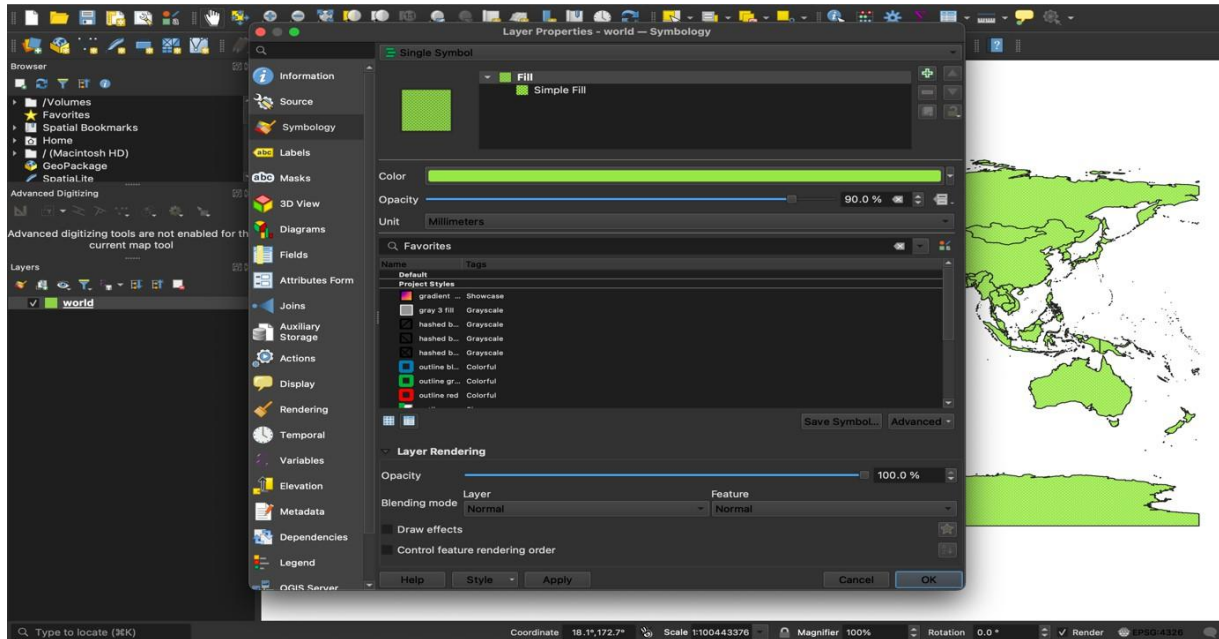 Layer Properties - world — Symbology
Browser
/Volumes
Favorites
Spatial Bookmarks
Home
/ (Macintosh HD)
GeoPackage
SpatiaLite
Advanced Digitizing
Advanced digitizing tools are not enabled for th
current map tool
Layers
world
Information
Source
abc
Symbology
abc Labels
abc Masks
3D View
Diagrams
Fields
Attributes Form
Joins
Auxiliary
Storage
Actions
Display
Rendering
Temporal
Variables
Elevation
Metadata
Dependencies
Legend
QGIS Server
Single Symbol
Fill
Simple Fill
Color
Opacity 90.0 %
Unit Millimeters
Favorites
Name Tags
Default
Project Styles
gradient ... Showcase
gray 3 fill Grayscale
hashed b... Grayscale
hashed b... Grayscale
hashed b... Grayscale
outline bl... Colorful
outline gr... Colorful
outline red Colorful
Save Symbol... Advanced
Layer Rendering
Opacity 100.0 %
Blending mode Layer Normal Feature Normal
Draw effects
Control feature rendering order
Help Style Apply Cancel OK
Type to locate (⌘K) Coordinate 18.1°,172.7° Scale 1:100443376 Magnifier 100% Rotation 0.0 ° Render EPSG:4326